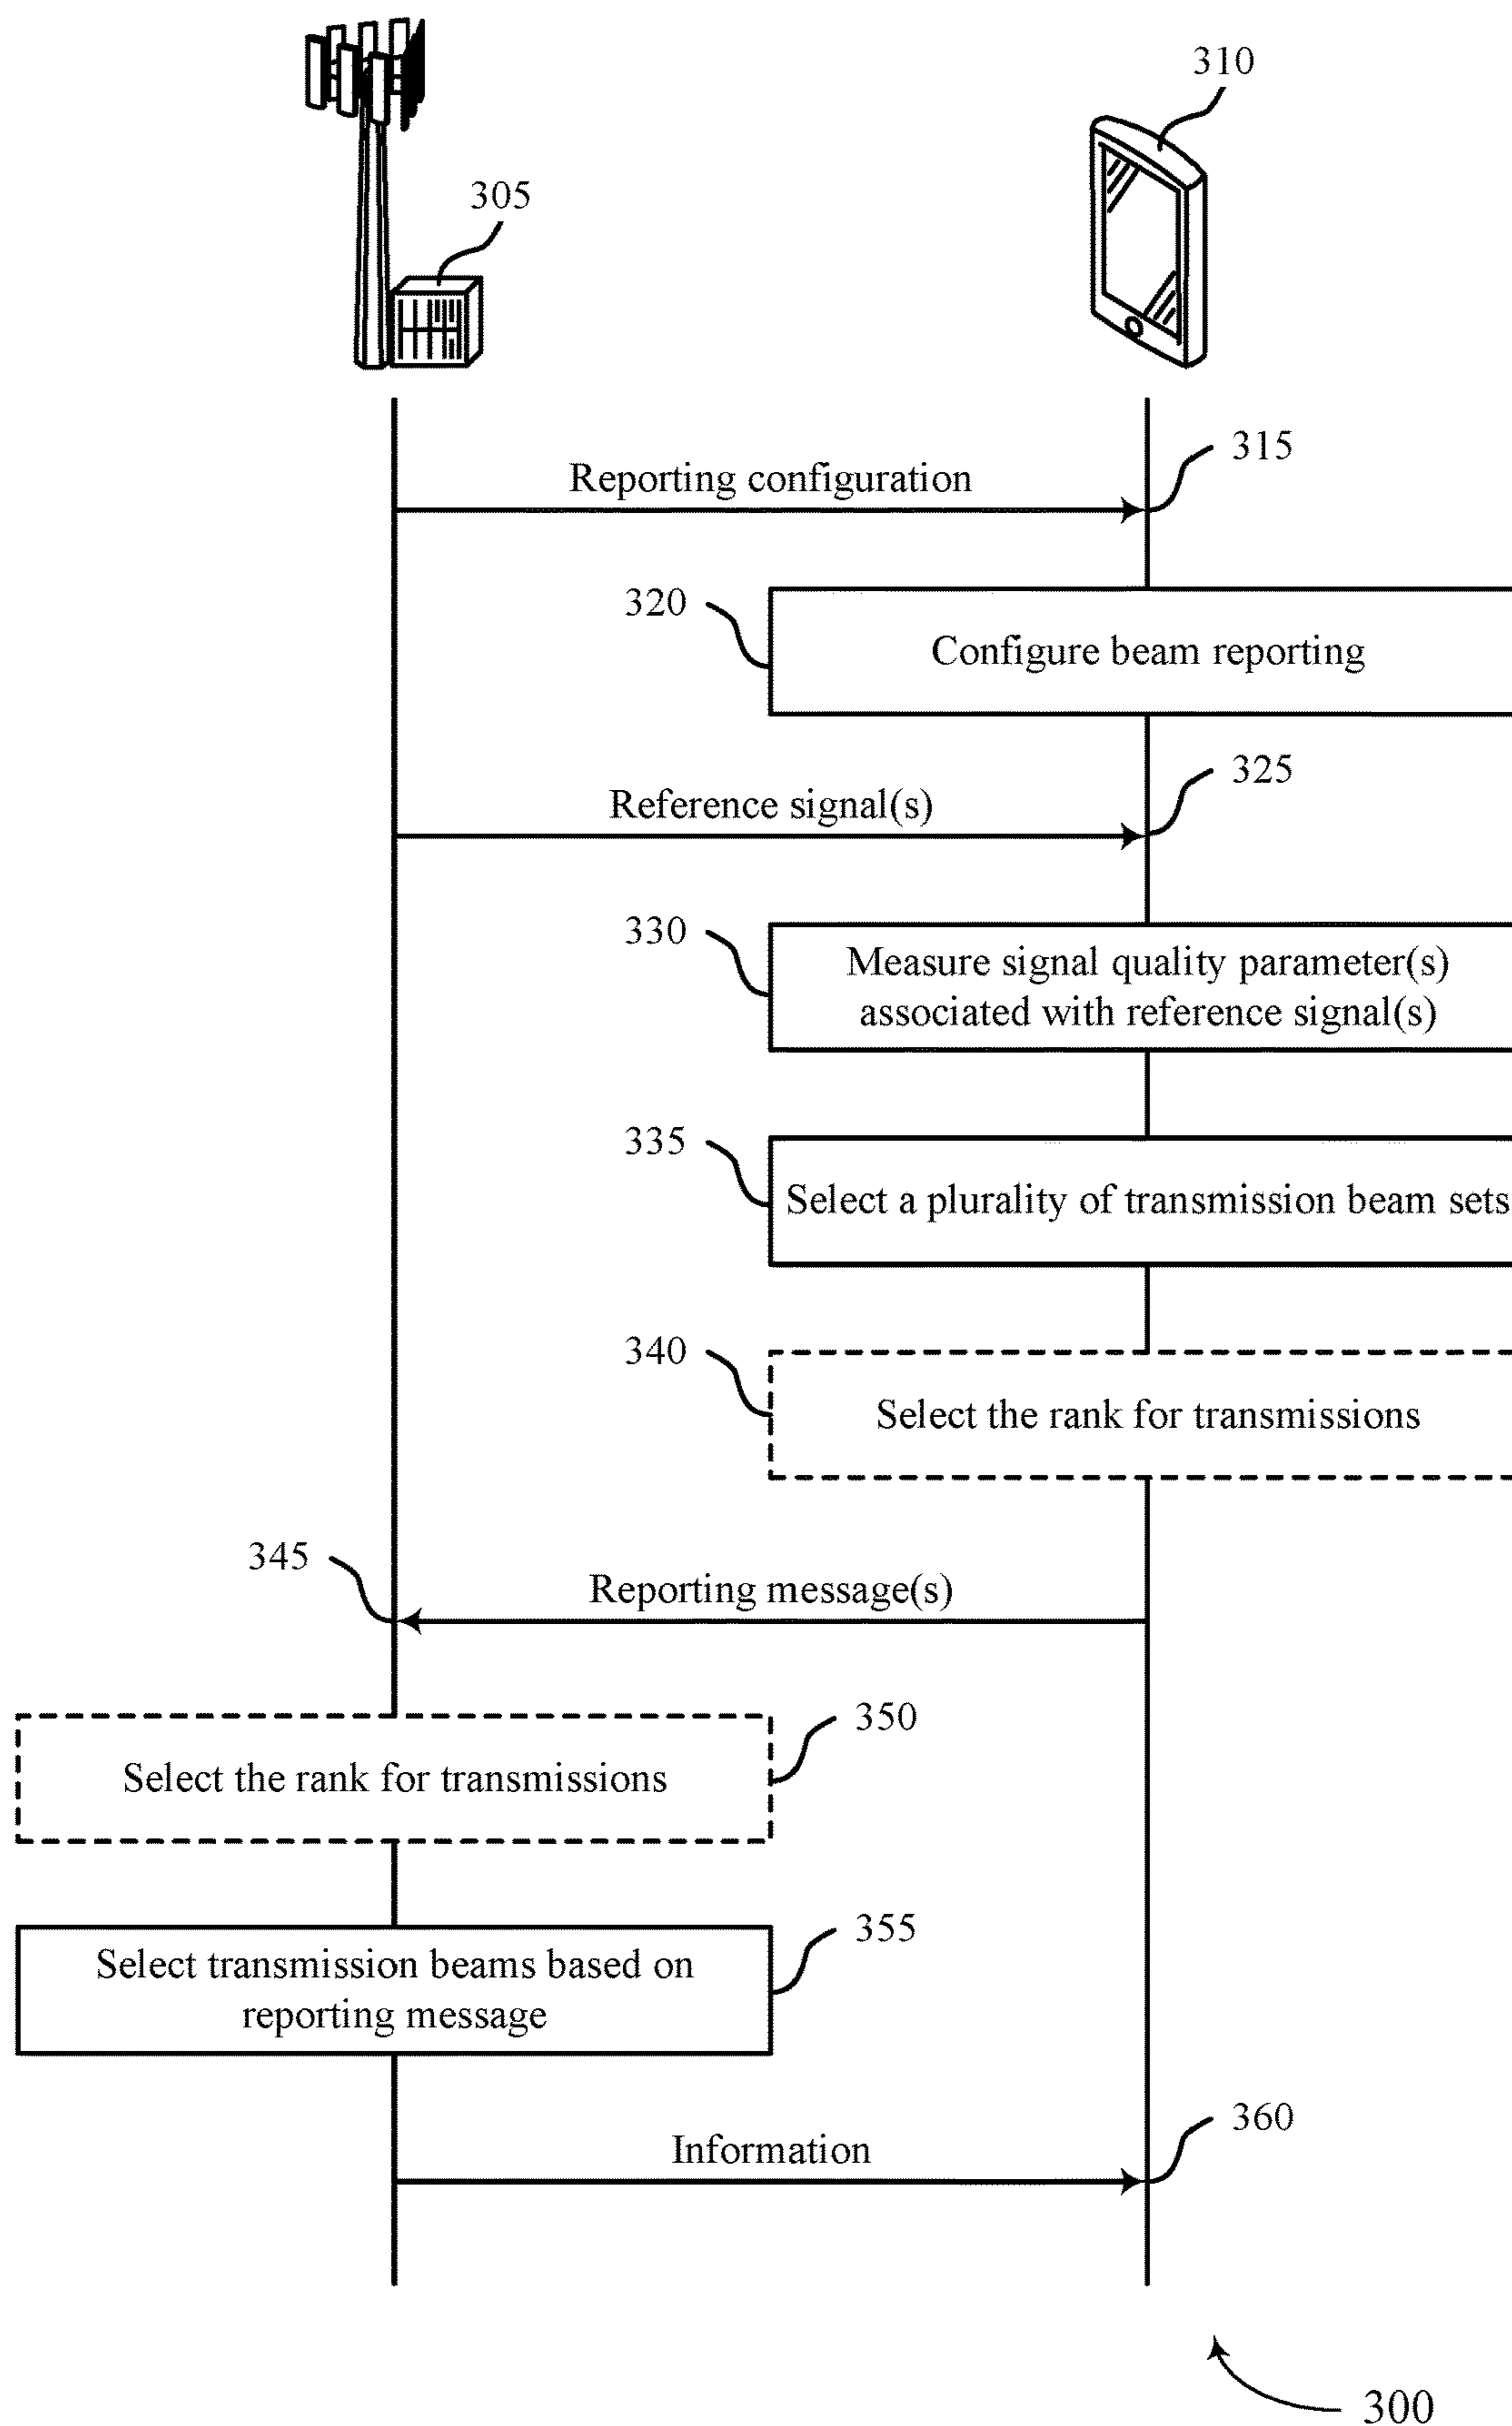 310
305
315
Reporting configuration
320
Configure beam reporting
325
Reference signal(s)
330
Measure signal quality parameter(s)
associated with reference signal(s)
335
Select a plurality of transmission beam sets
340
Select the rank for transmissions
345
Reporting message(s)
350
Select the rank for transmissions
355
Select transmission beams based on
reporting message
360
Information
300